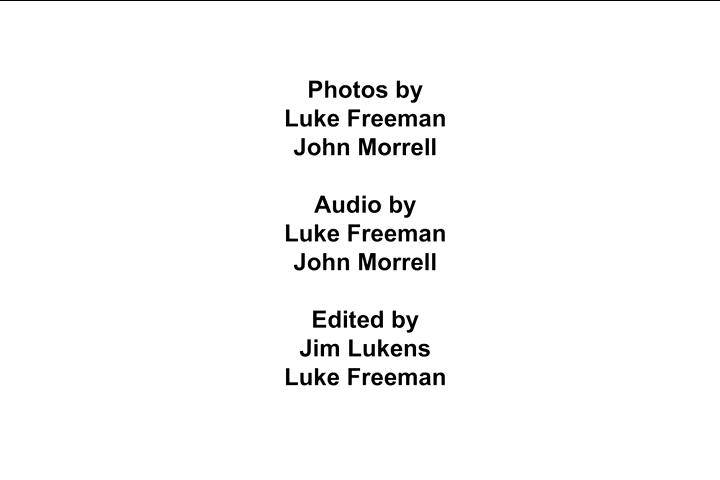 Photos by
Luke Freeman
John Morrell
Audio by
Luke Freeman
John Morrell
Edited by
Jim Lukens
Luke Freeman